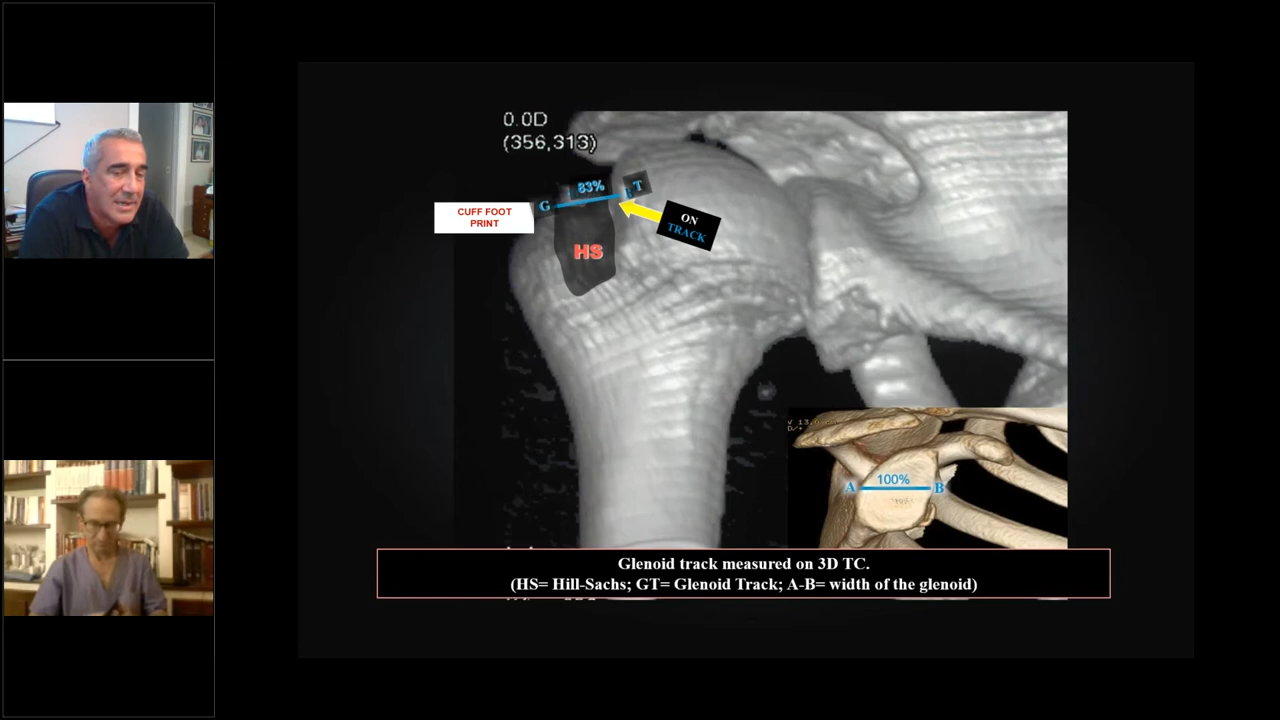 0.0D
(356,313)
83%
T
G
CUFF FOOT
PRINT
ON
TRACK
HS
100%
A
B
Glenoid track measured on 3D TC.
(HS= Hill-Sachs; GT= Glenoid Track; A-B= width of the glenoid)